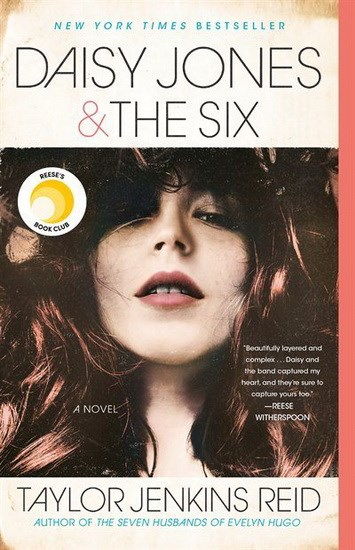 NEW YORK TIMES BESTSELLER
DAISY JONES
& THE SIX
REESE'S
BOOK CLUB
"Beautifully layered and
complex . . . Daisy and
the band captured my
heart, and they're sure to
capture yours too."
—REESE
WITHERSPOON
A NOVEL
TAYLOR JENKINS REID
AUTHOR OF THE SEVEN HUSBANDS OF EVELYN HUGO